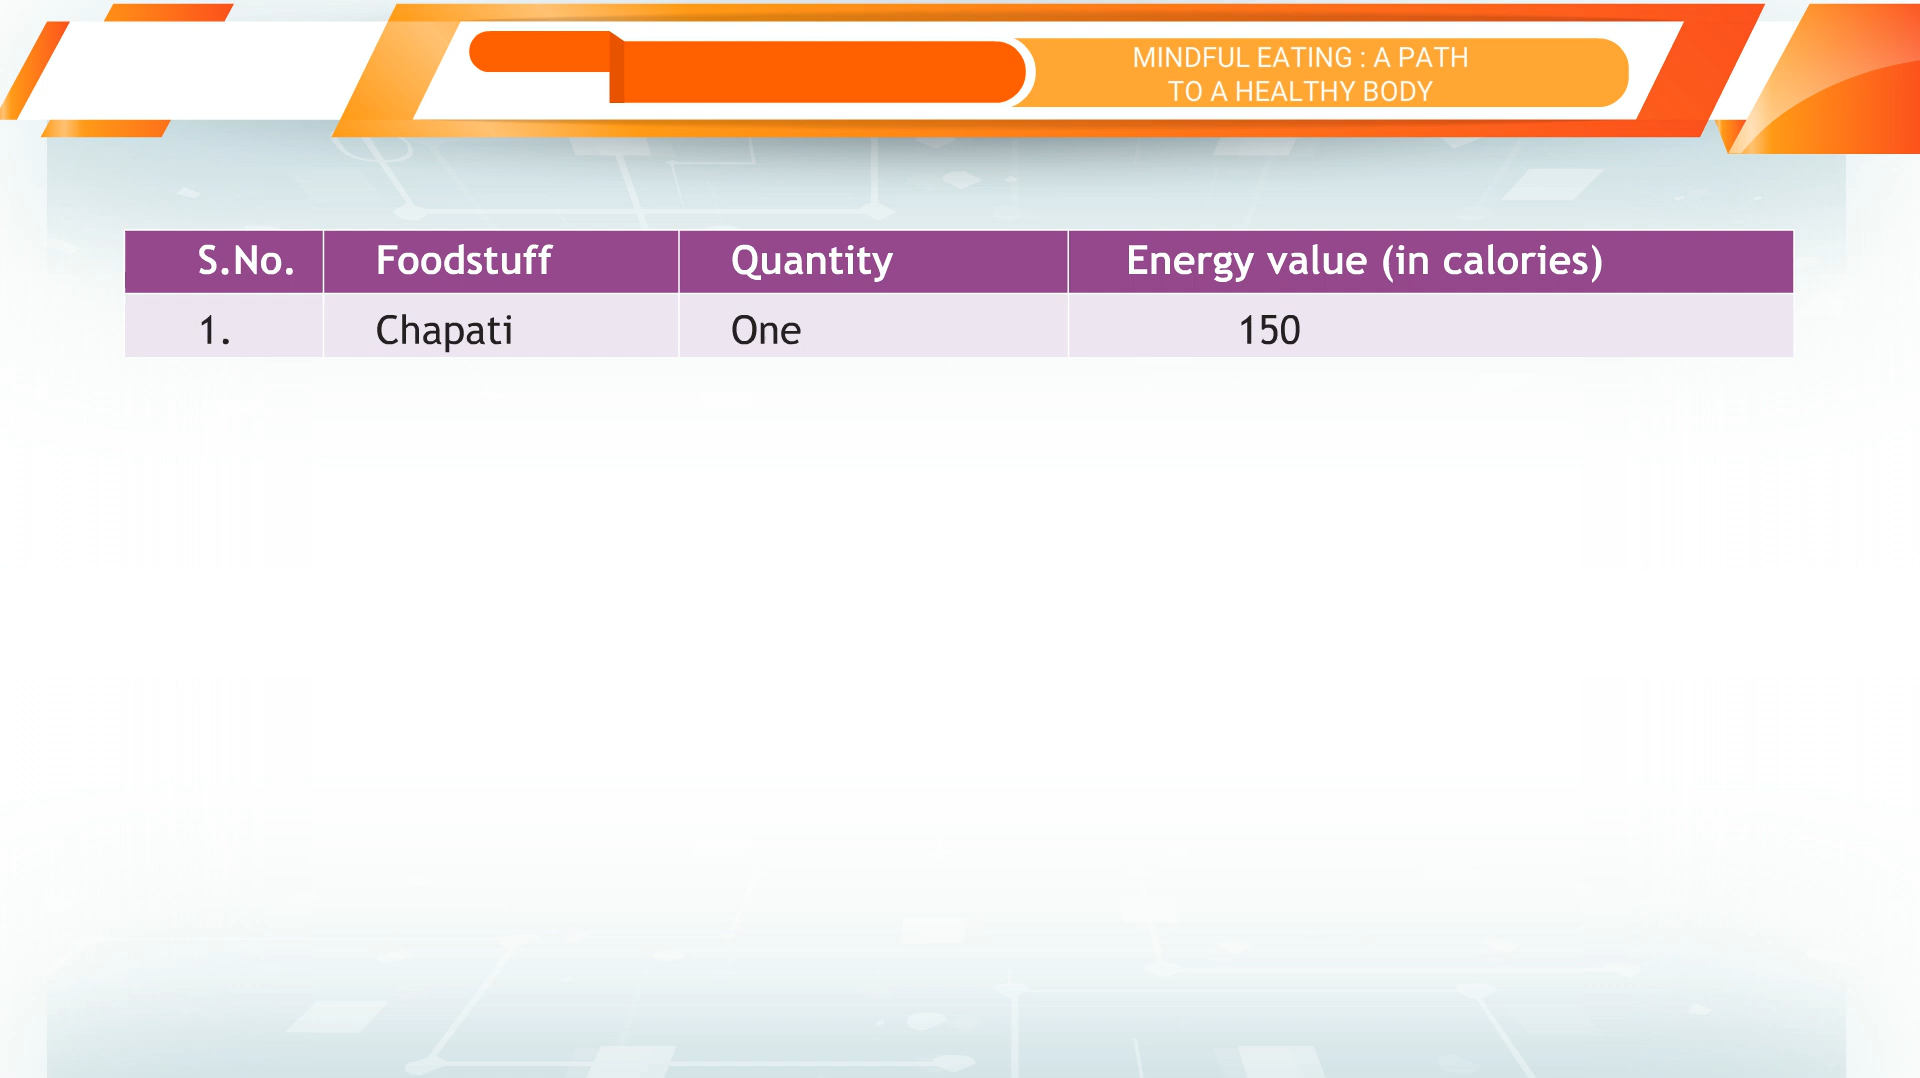 MINDFUL EATING : A PATH
TO A HEALTHY BODY
S.No. Foodstuff Quantity Energy value (in calories)
1. Chapati One 150